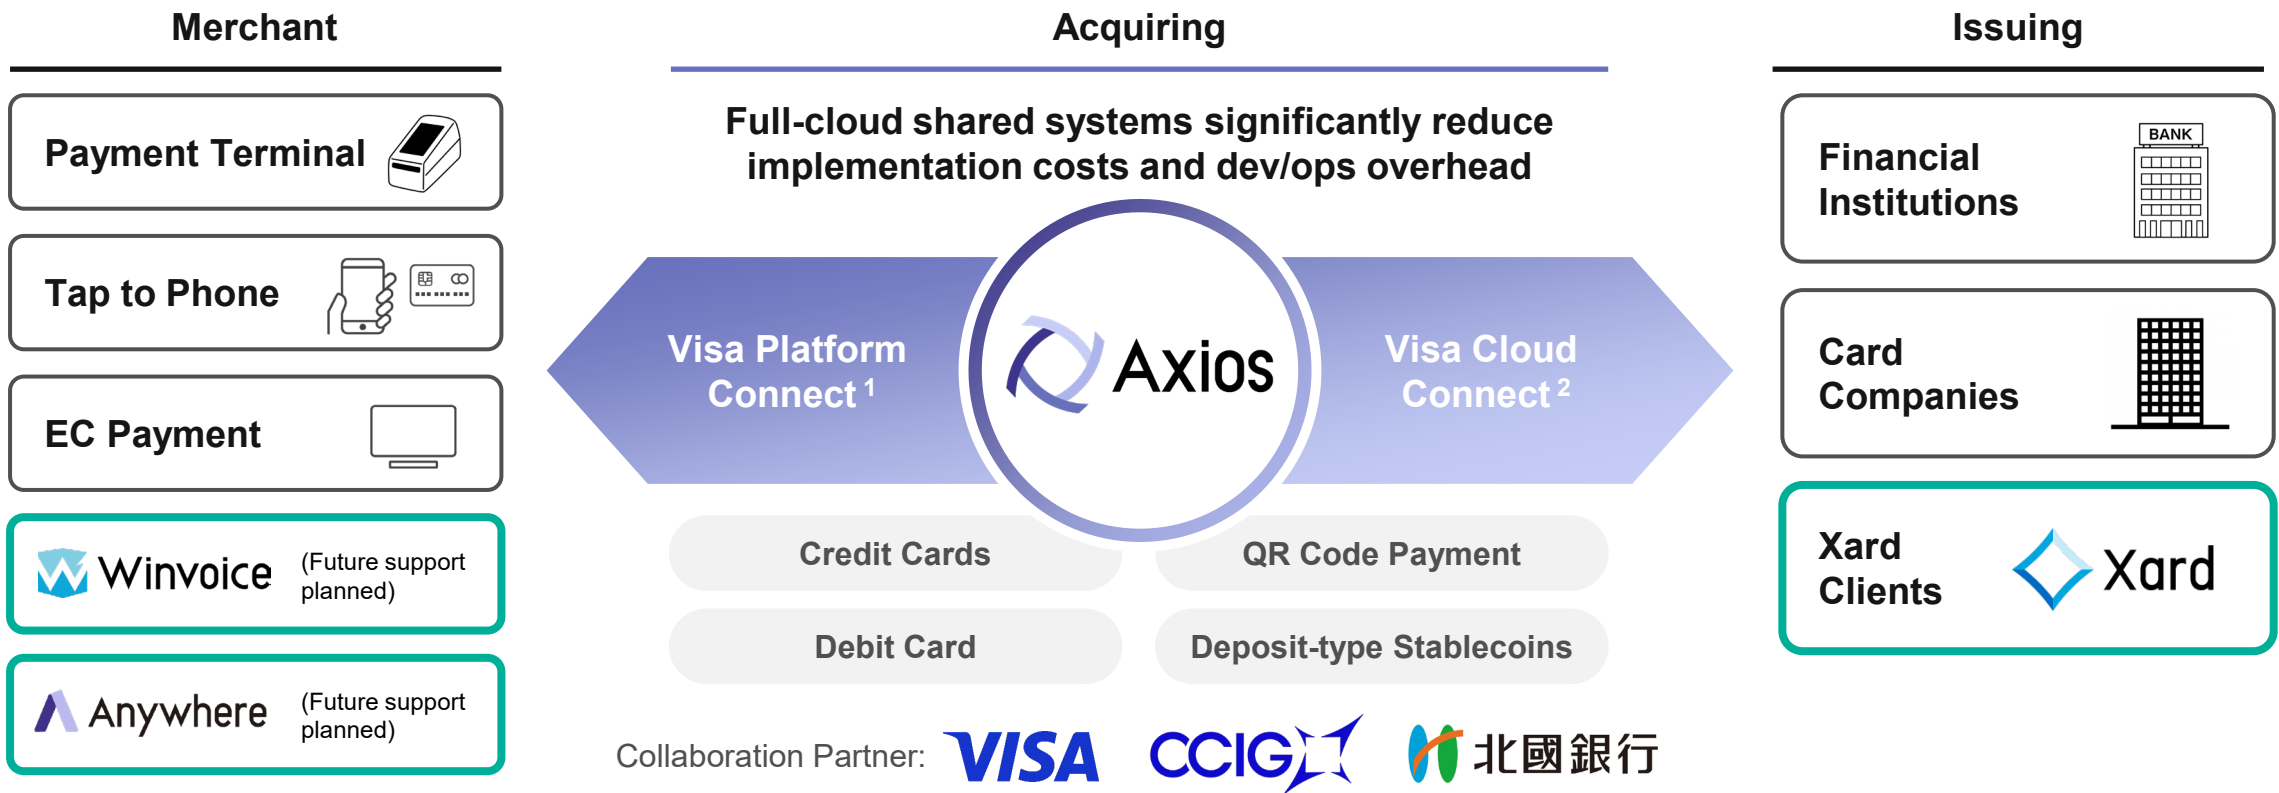 Merchant
Payment Terminal
Tap to Phone
EC Payment
Winvoice
(Future support
planned)
Anywhere
(Future support
planned)
Acquiring
Full-cloud shared systems significantly reduce
implementation costs and dev/ops overhead
Visa Platform
Connect 1
Axios
Visa Cloud
Connect 2
Credit Cards
QR Code Payment
Debit Card
Deposit-type Stablecoins
Collaboration Partner:
VISA
CCIG
北國銀行
Issuing
Financial
Institutions
BANK
Card
Companies
Xard
Clients
Xard